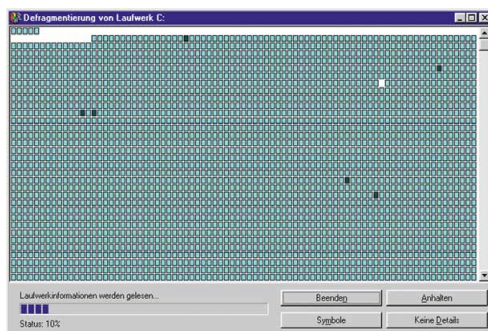 Defragmentierung von Laufwerk C:
Laufwerkinformationen werden gelesen...
Status: 10%
Beenden
Anhalten
Symbole
Keine Details